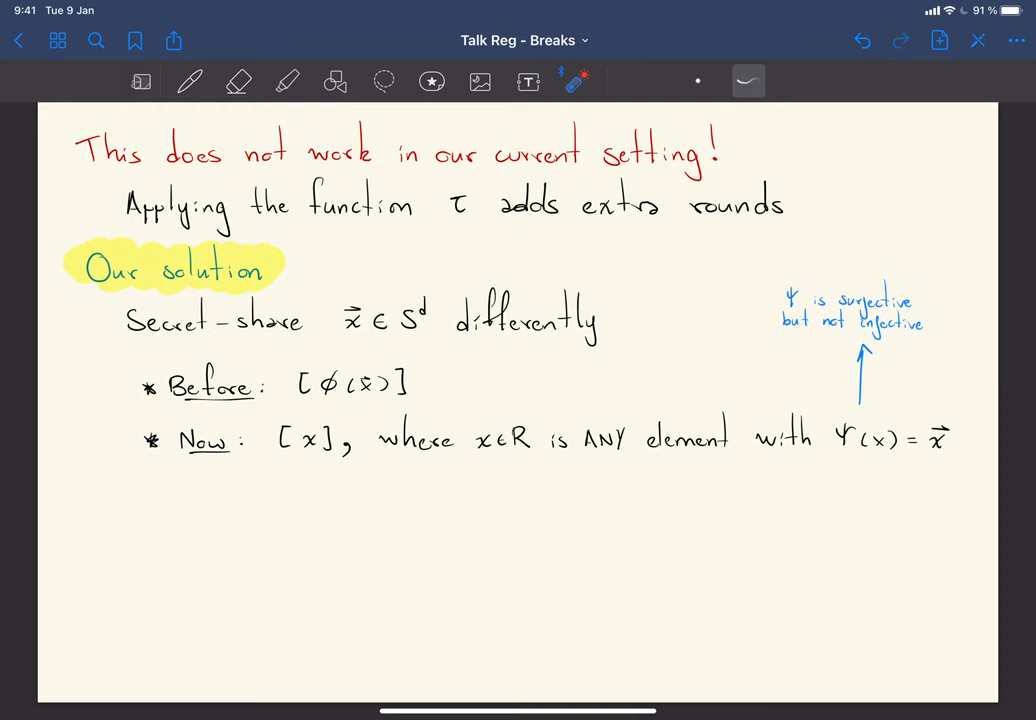 9:41 Tue 9 Jan 91 %
Talk Reg - Breaks
T
This does not work in our current setting!
Applying the function τ adds extra rounds
Our solution
Secret-share x⃗ ∈ S^d differently
ψ is surjective
but not injective
* Before: [ϕ(x⃗)]
* Now: [x], where x∈R is ANY element with ψ(x) = x⃗